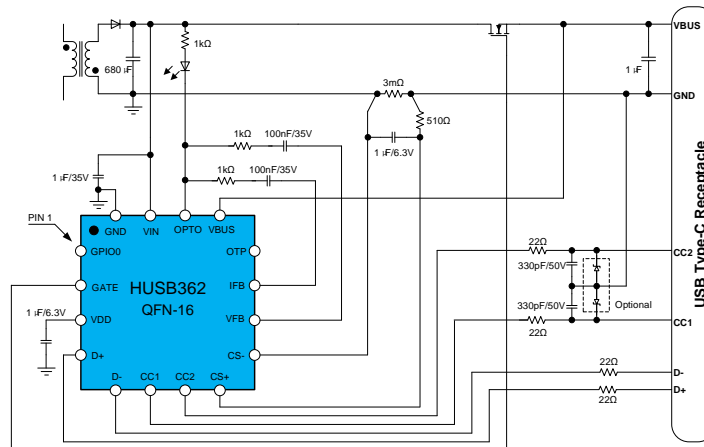 VBUS
1kΩ
680 µF
1 µF
3mΩ
GND
510Ω
1kΩ
100nF/35V
1 µF/6.3V
1kΩ
100nF/35V
1 µF/35V
PIN 1
GND
VIN
OPTO
VBUS
GPIO0
OTP
22Ω
CC2
HUSB362
QFN-16
330pF/50V
GATE
IFB
330pF/50V
Optional
1 µF/6.3V
VDD
VFB
22Ω
CC1
D+
CS-
22Ω
D-
D-
CC1
CC2
CS+
D+
22Ω
USB Type-C Receptacle